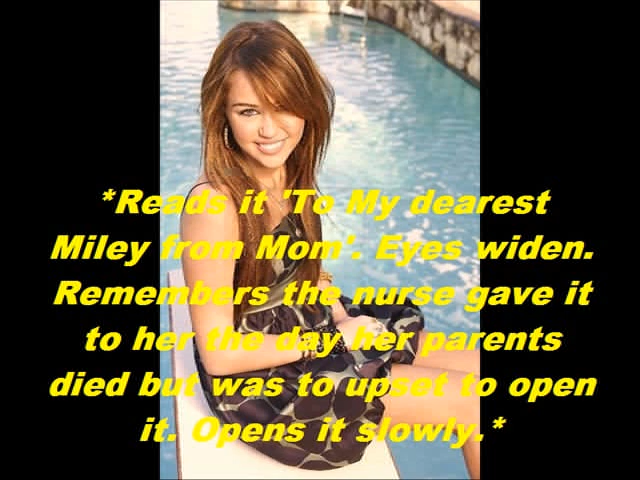 *Reads it 'To My dearest
Miley from Mom'. Eyes widen.
Remembers the nurse gave it
to her the day her parents
died but was to upset to open
it. Opens it slowly.*